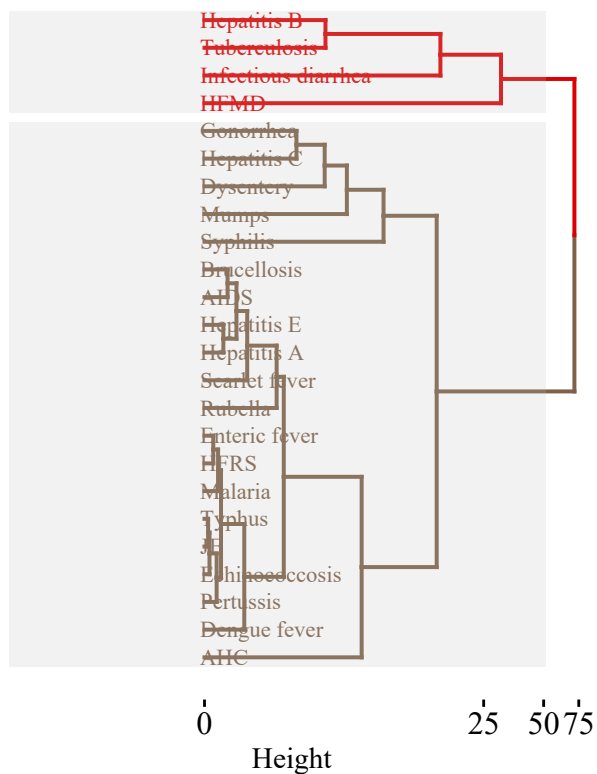 Hepatitis B
Tuberculosis
Infectious diarrhea
HFMD
Gonorrhea
Hepatitis C
Dysentery
Mumps
Syphilis
Brucellosis
AIDS
Hepatitis E
Hepatitis A
Scarlet fever
Rubella
Enteric fever
HFRS
Malaria
Typhus
JE
Echinococcosis
Pertussis
Dengue fever
AHC
0 25 50 75
Height